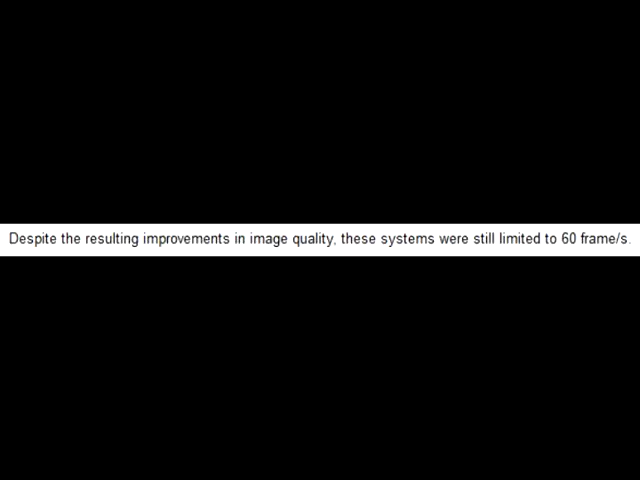 Despite the resulting improvements in image quality, these systems were still limited to 60 frame/s.